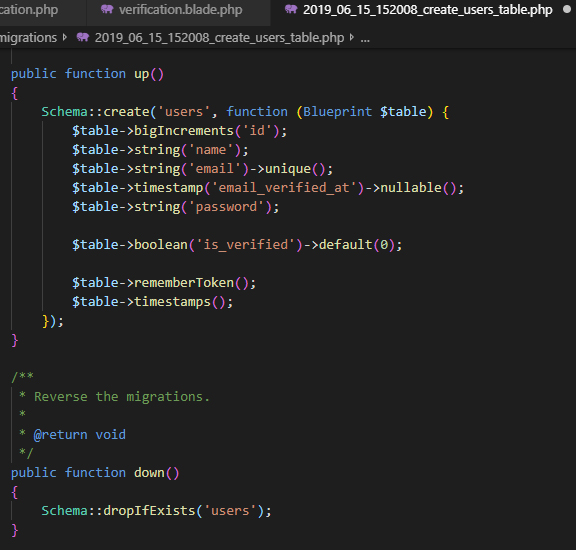 cation.php verification.blade.php 2019_06_15_152008_create_users_table.php
migrations > 2019_06_15_152008_create_users_table.php > ...
public function up()
{
    Schema::create('users', function (Blueprint $table) {
        $table->bigIncrements('id');
        $table->string('name');
        $table->string('email')->unique();
        $table->timestamp('email_verified_at')->nullable();
        $table->string('password');

        $table->boolean('is_verified')->default(0);

        $table->rememberToken();
        $table->timestamps();
    });
}

/**
 * Reverse the migrations.
 *
 * @return void
 */
public function down()
{
    Schema::dropIfExists('users');
}